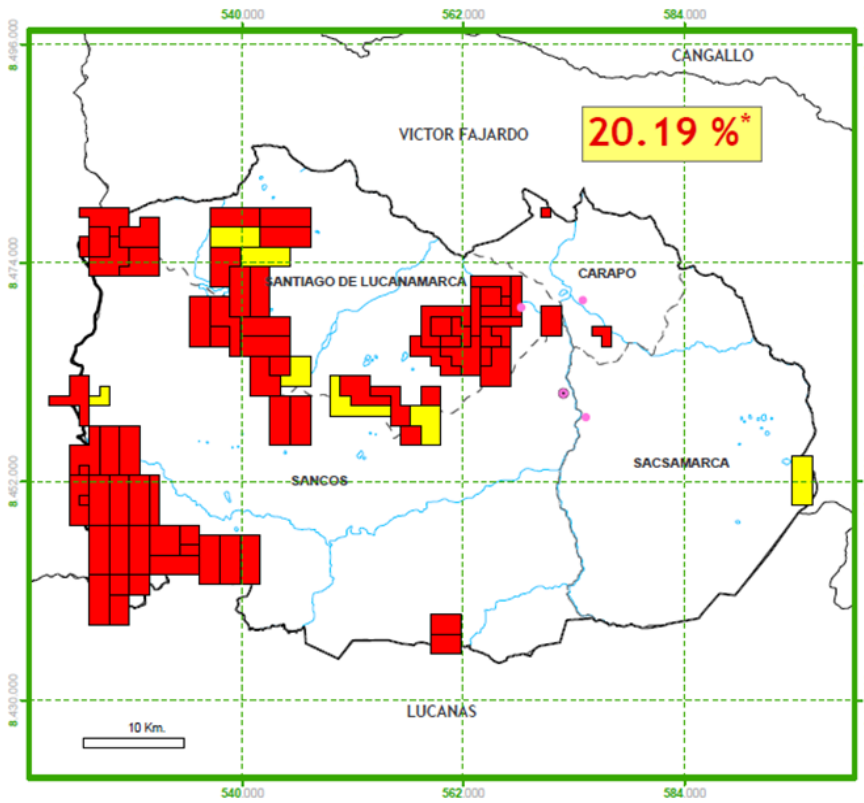 540.000
562.000
584.000
8.496.000
CANGALLO
VICTOR FAJARDO
20.19 %*
8.474.000
SANTIAGO DE LUCANAMARCA
CARAPO
8.452.000
SANCOS
SACSAMARCA
8.430.000
LUCANAS
10 Km.
540.000
562.000
584.000